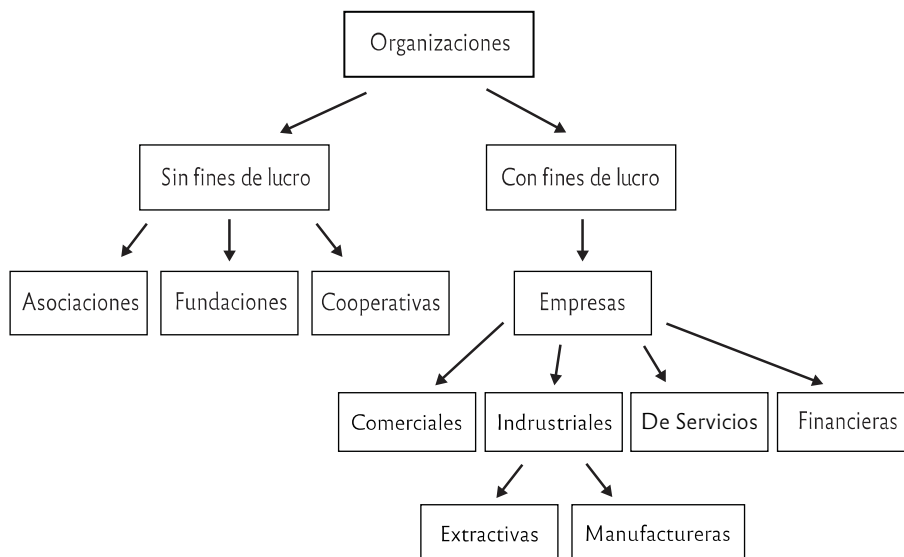 Organizaciones
Sin fines de lucro
Con fines de lucro
Asociaciones
Fundaciones
Cooperativas
Empresas
Comerciales
Indrustriales
De Servicios
Financieras
Extractivas
Manufactureras